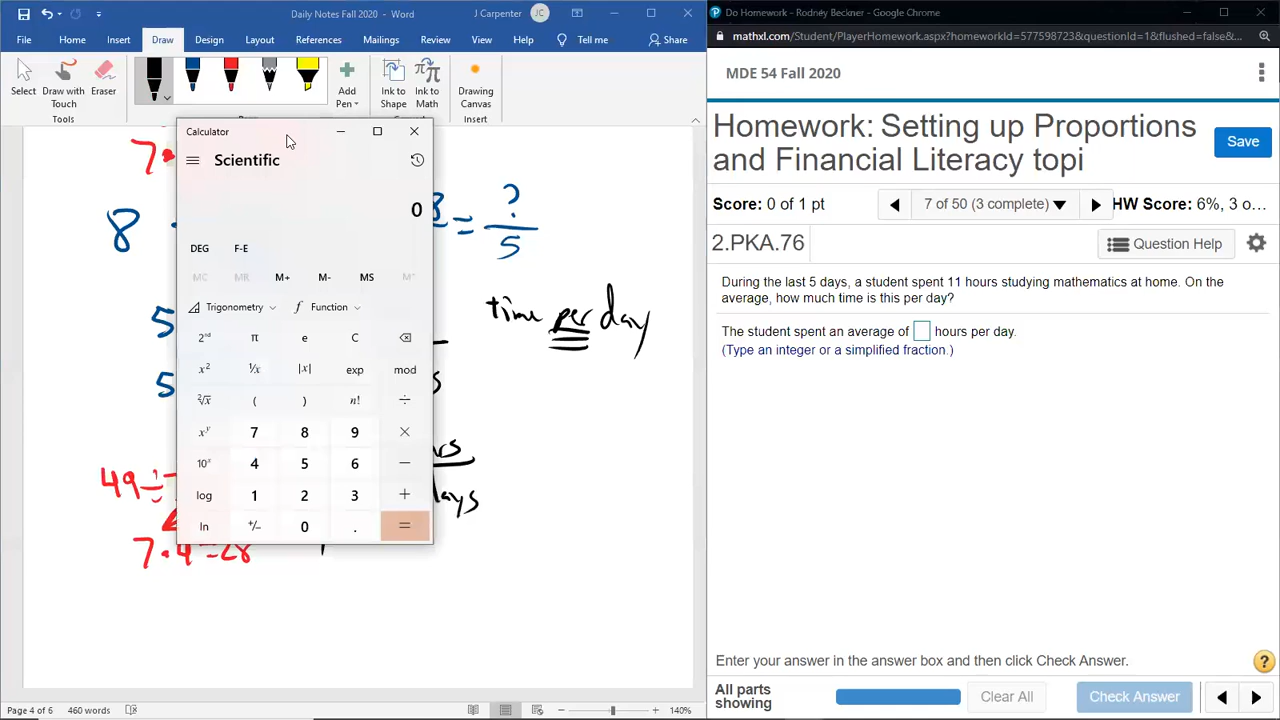 Daily Notes Fall 2020 - Word
J Carpenter
JC
File
Home
Insert
Draw
Design
Layout
References
Mailings
Review
View
Help
Tell me
Share
Select
Draw with
Touch
Eraser
Tools
Add
Pen
Ink to
Shape
Ink to
Math
Drawing
Canvas
Insert
Calculator
Scientific
0
DEG
F-E
MC
MR
M+
M-
MS
Trigonometry
Function
2nd
π
e
C
x²
¹/x
|x|
exp
mod
²√x
(
)
n!
÷
xʸ
7
8
9
×
10ˣ
4
5
6
−
log
1
2
3
+
ln
+/−
0
.
=
7·
8
= ?/5
time per day
5
5
49 ÷
days
7·4=28
Page 4 of 6
460 words
140%
Do Homework - Rodney Beckner - Google Chrome
mathxl.com/Student/PlayerHomework.aspx?homeworkId=577598723&questionId=1&flushed=false&...
MDE 54 Fall 2020
Homework: Setting up Proportions
and Financial Literacy topi
Save
Score: 0 of 1 pt
7 of 50 (3 complete)
HW Score: 6%, 3 o...
2.PKA.76
Question Help
During the last 5 days, a student spent 11 hours studying mathematics at home. On the
average, how much time is this per day?
The student spent an average of hours per day.
(Type an integer or a simplified fraction.)
Enter your answer in the answer box and then click Check Answer.
?
All parts
showing
Clear All
Check Answer